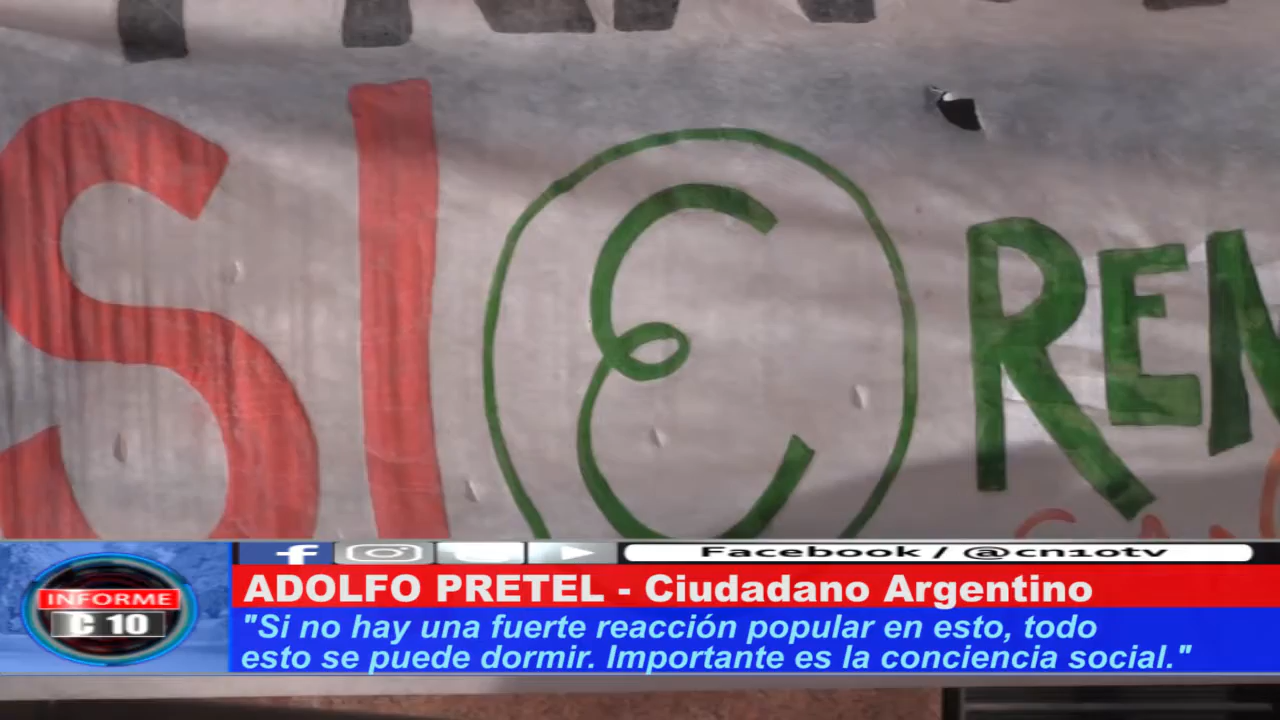 SI E REN
Facebook / @cn10tv
INFORME
C 10
ADOLFO PRETEL - Ciudadano Argentino
"Si no hay una fuerte reacción popular en esto, todo
esto se puede dormir. Importante es la conciencia social."